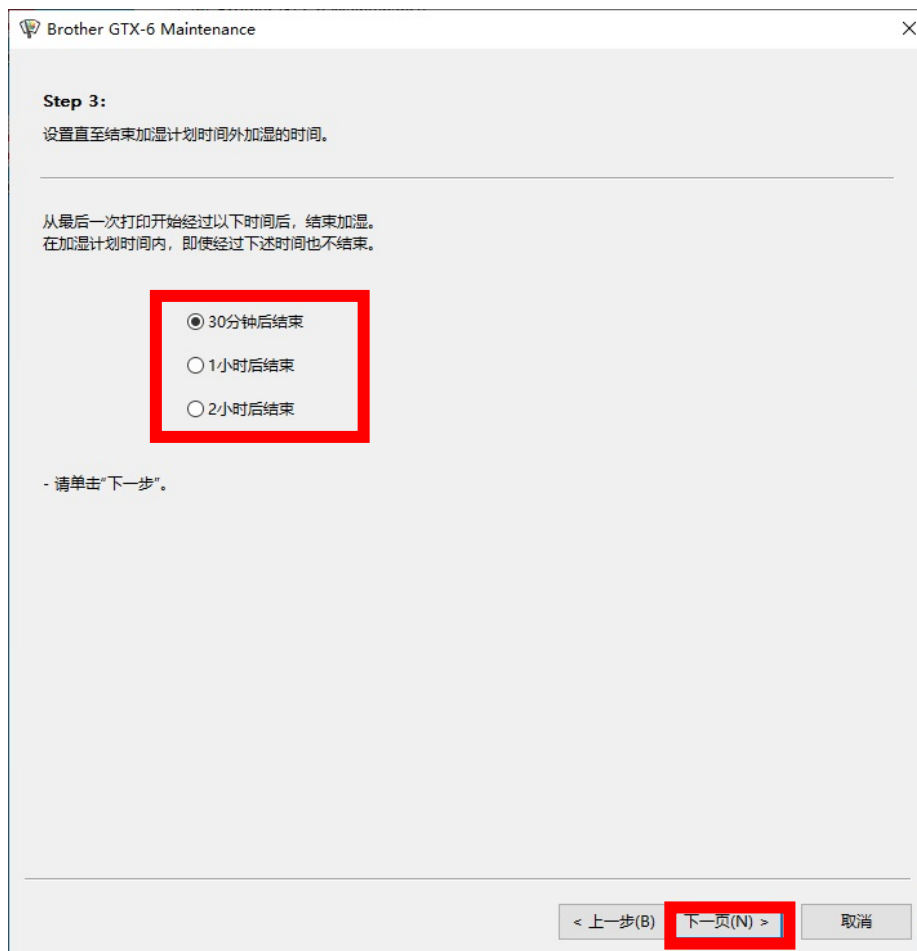 Brother GTX-6 Maintenance
Step 3:
设置直至结束加湿计划时间外加湿的时间。
从最后一次打印开始经过以下时间后，结束加湿。
在加湿计划时间内，即使经过下述时间也不结束。
30分钟后结束
1小时后结束
2小时后结束
- 请单击“下一步”。
< 上一步(B) 下一页(N) > 取消